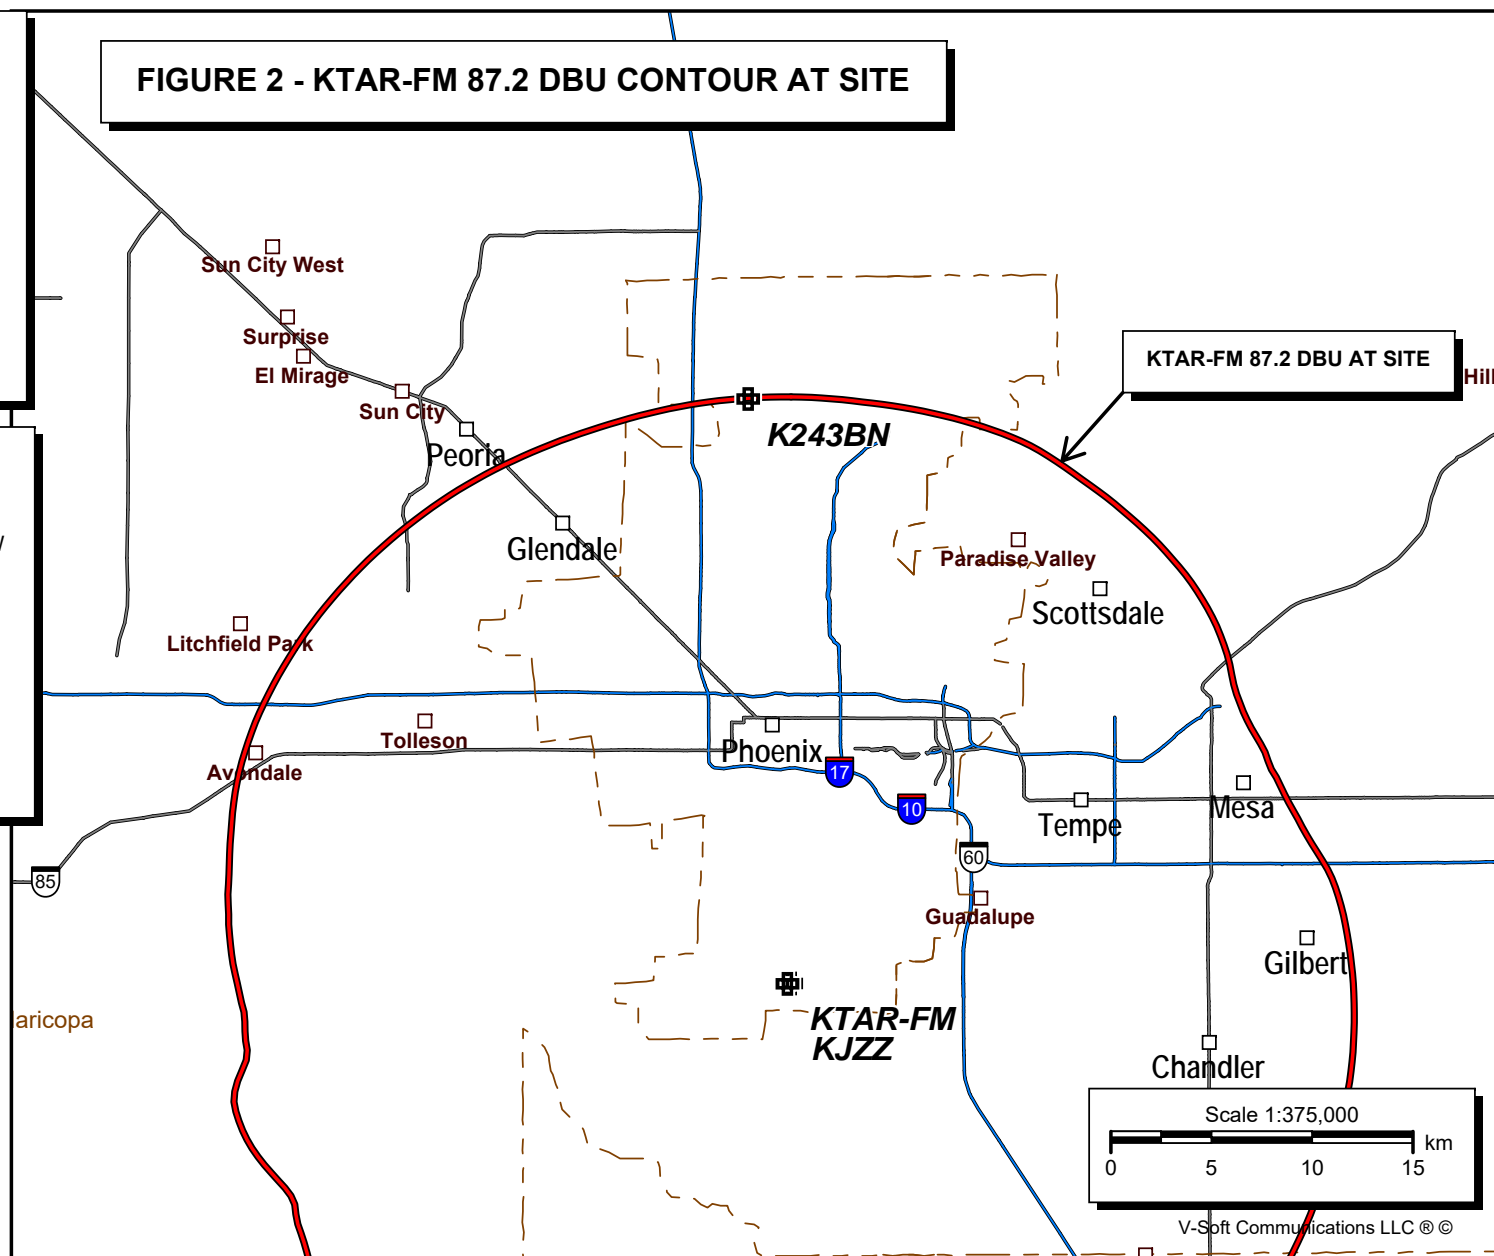 FIGURE 2 - KTAR-FM 87.2 DBU CONTOUR AT SITE
Sun City West
Surprise
El Mirage
Sun City
KTAR-FM 87.2 DBU AT SITE
Hill
K243BN
Peoria
Glendale
Paradise Valley
Scottsdale
Litchfield Park
Tolleson
Phoenix
Avondale
17
10
Mesa
Tempe
60
85
Guadalupe
Gilbert
aricopa
KTAR-FM
KJZZ
Chandler
Scale 1:375,000
km
0 5 10 15
V-Soft Communications LLC ® ©